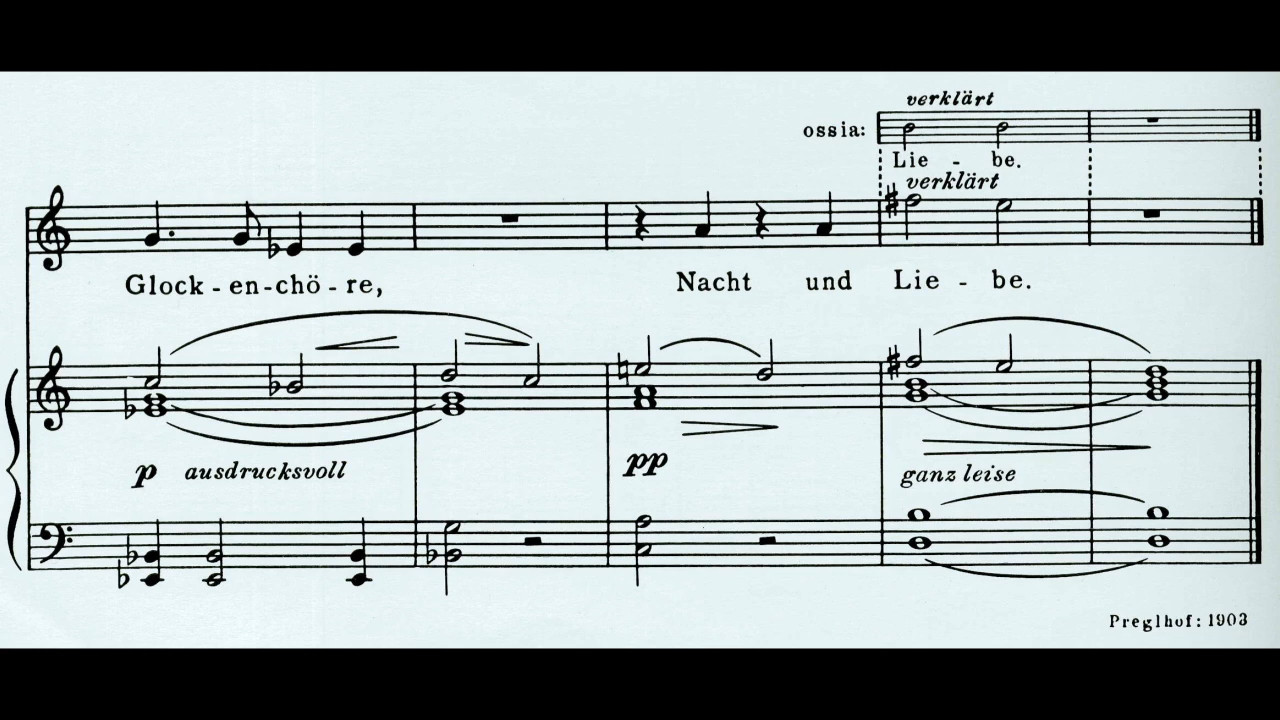 verklärt
ossia:
Lie - be.
verklärt
Glock - en-chö - re, Nacht und Lie - be.
p ausdrucksvoll pp ganz leise
Preglhof: 1903